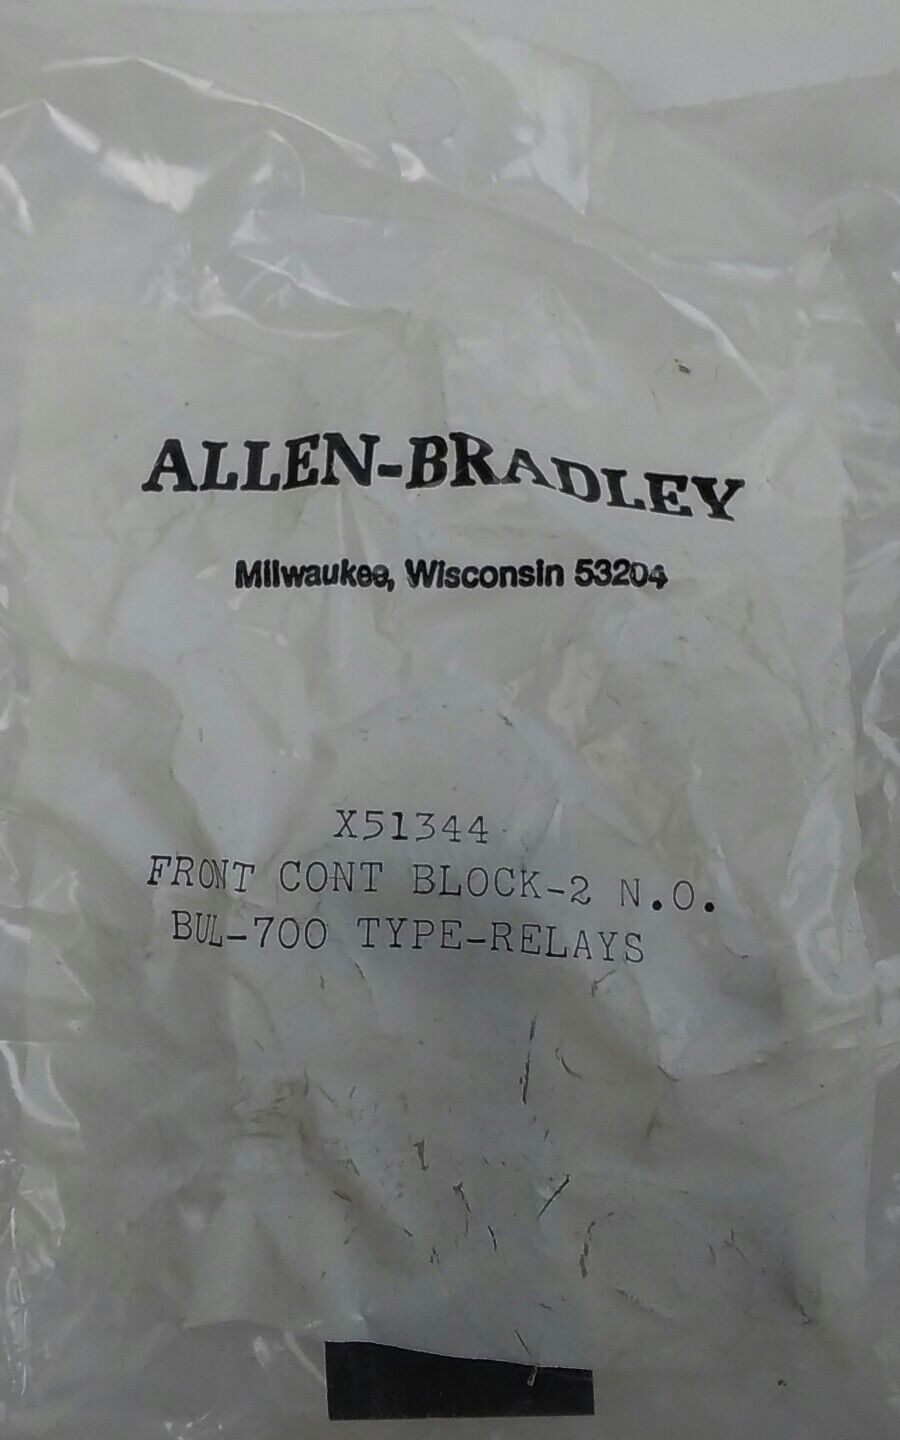 ALLEN-BRADLEY
Milwaukee, Wisconsin 53204
X51344
FRONT CONT BLOCK-2 N.O.
BUL-700 TYPE-RELAYS